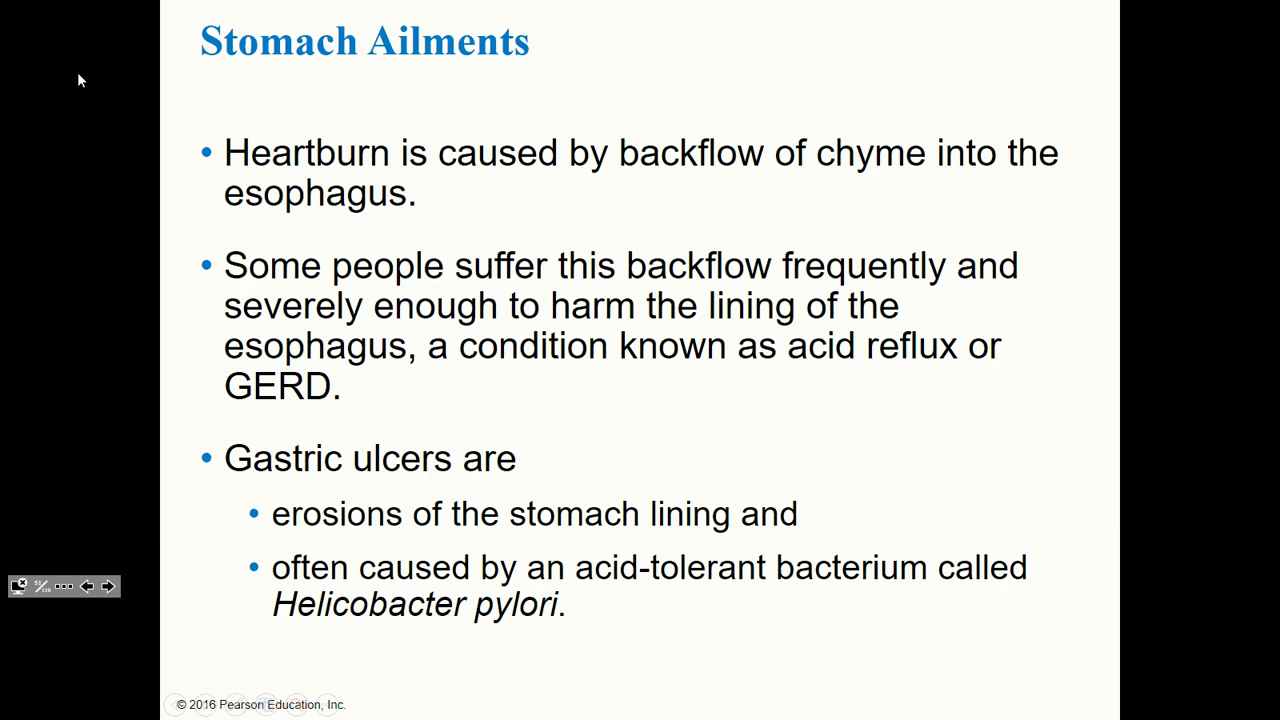 Stomach Ailments
• Heartburn is caused by backflow of chyme into the
esophagus.
• Some people suffer this backflow frequently and
severely enough to harm the lining of the
esophagus, a condition known as acid reflux or
GERD.
• Gastric ulcers are
• erosions of the stomach lining and
• often caused by an acid-tolerant bacterium called
Helicobacter pylori.
© 2016 Pearson Education, Inc.